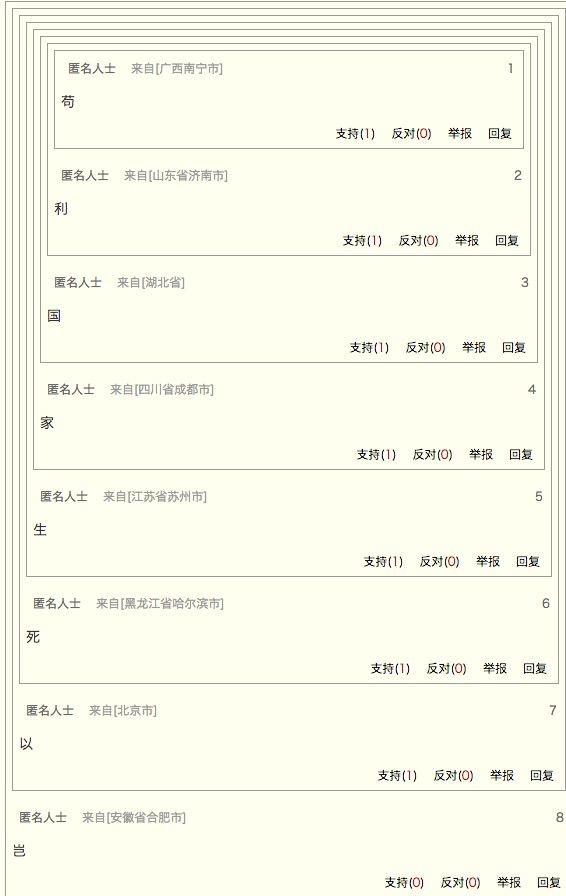 匿名人士 来自[广西南宁市] 1
苟
支持(1) 反对(0) 举报 回复
匿名人士 来自[山东省济南市] 2
利
支持(1) 反对(0) 举报 回复
匿名人士 来自[湖北省] 3
国
支持(1) 反对(0) 举报 回复
匿名人士 来自[四川省成都市] 4
家
支持(1) 反对(0) 举报 回复
匿名人士 来自[江苏省苏州市] 5
生
支持(1) 反对(0) 举报 回复
匿名人士 来自[黑龙江省哈尔滨市] 6
死
支持(1) 反对(0) 举报 回复
匿名人士 来自[北京市] 7
以
支持(1) 反对(0) 举报 回复
匿名人士 来自[安徽省合肥市] 8
岂
支持(0) 反对(0) 举报 回复